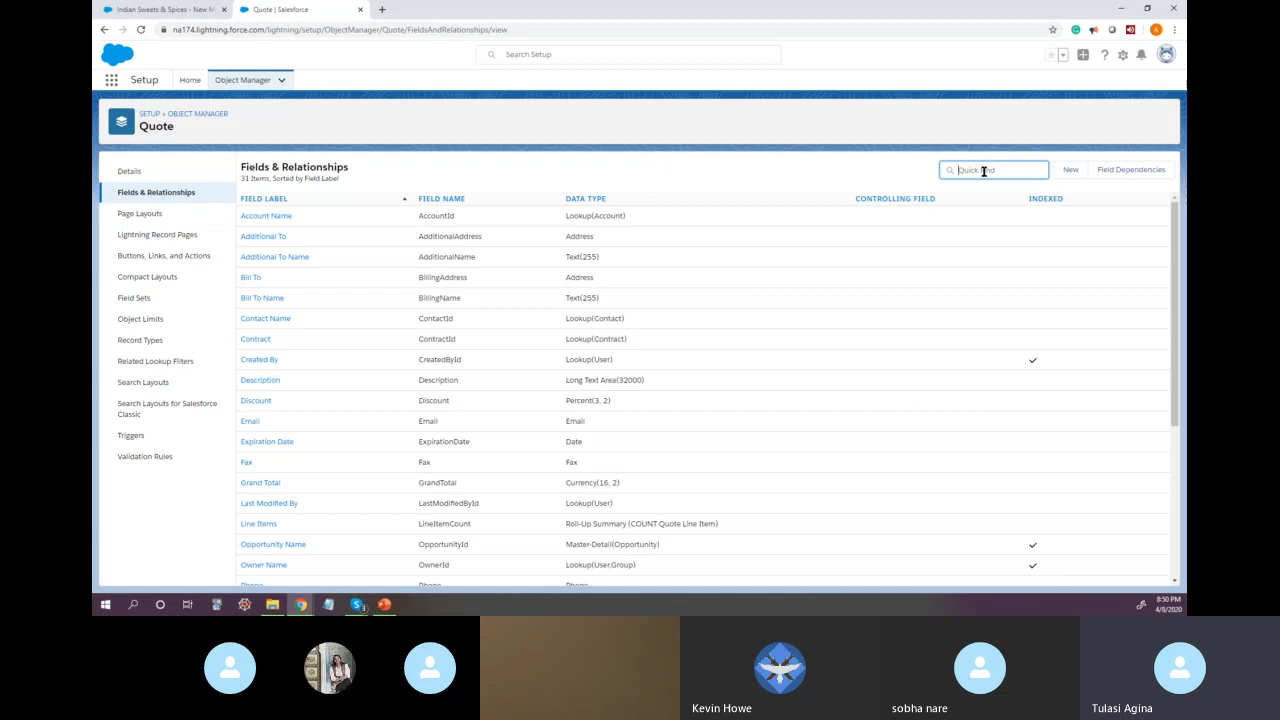 Indian Sweets & Spices - New M
Quote | Salesforce
na174.lightning.force.com/lightning/setup/ObjectManager/Quote/FieldsAndRelationships/view
A
Search Setup
Setup
Home
Object Manager
SETUP > OBJECT MANAGER
Quote
Details
Fields & Relationships
Page Layouts
Lightning Record Pages
Buttons, Links, and Actions
Compact Layouts
Field Sets
Object Limits
Record Types
Related Lookup Filters
Search Layouts
Search Layouts for Salesforce
Classic
Triggers
Validation Rules
Fields & Relationships
31 Items, Sorted by Field Label
Quick Find
New
Field Dependencies
FIELD LABEL FIELD NAME DATA TYPE CONTROLLING FIELD INDEXED
Account Name AccountId Lookup(Account)
Additional To AdditionalAddress Address
Additional To Name AdditionalName Text(255)
Bill To BillingAddress Address
Bill To Name BillingName Text(255)
Contact Name ContactId Lookup(Contact)
Contract ContractId Lookup(Contract)
Created By CreatedById Lookup(User)
Description Description Long Text Area(32000)
Discount Discount Percent(3, 2)
Email Email Email
Expiration Date ExpirationDate Date
Fax Fax Fax
Grand Total GrandTotal Currency(16, 2)
Last Modified By LastModifiedById Lookup(User)
Line Items LineItemCount Roll-Up Summary (COUNT Quote Line Item)
Opportunity Name OpportunityId Master-Detail(Opportunity)
Owner Name OwnerId Lookup(User,Group)
Phone Phone Phone
8:50 PM
4/8/2020
Kevin Howe
sobha nare
Tulasi Agina